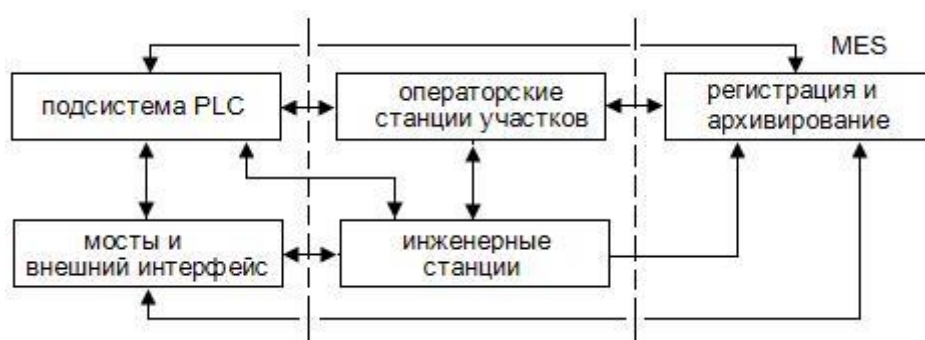 MES
подсистема PLC
операторские
станции участков
регистрация и
архивирование
мосты и
внешний интерфейс
инженерные
станции